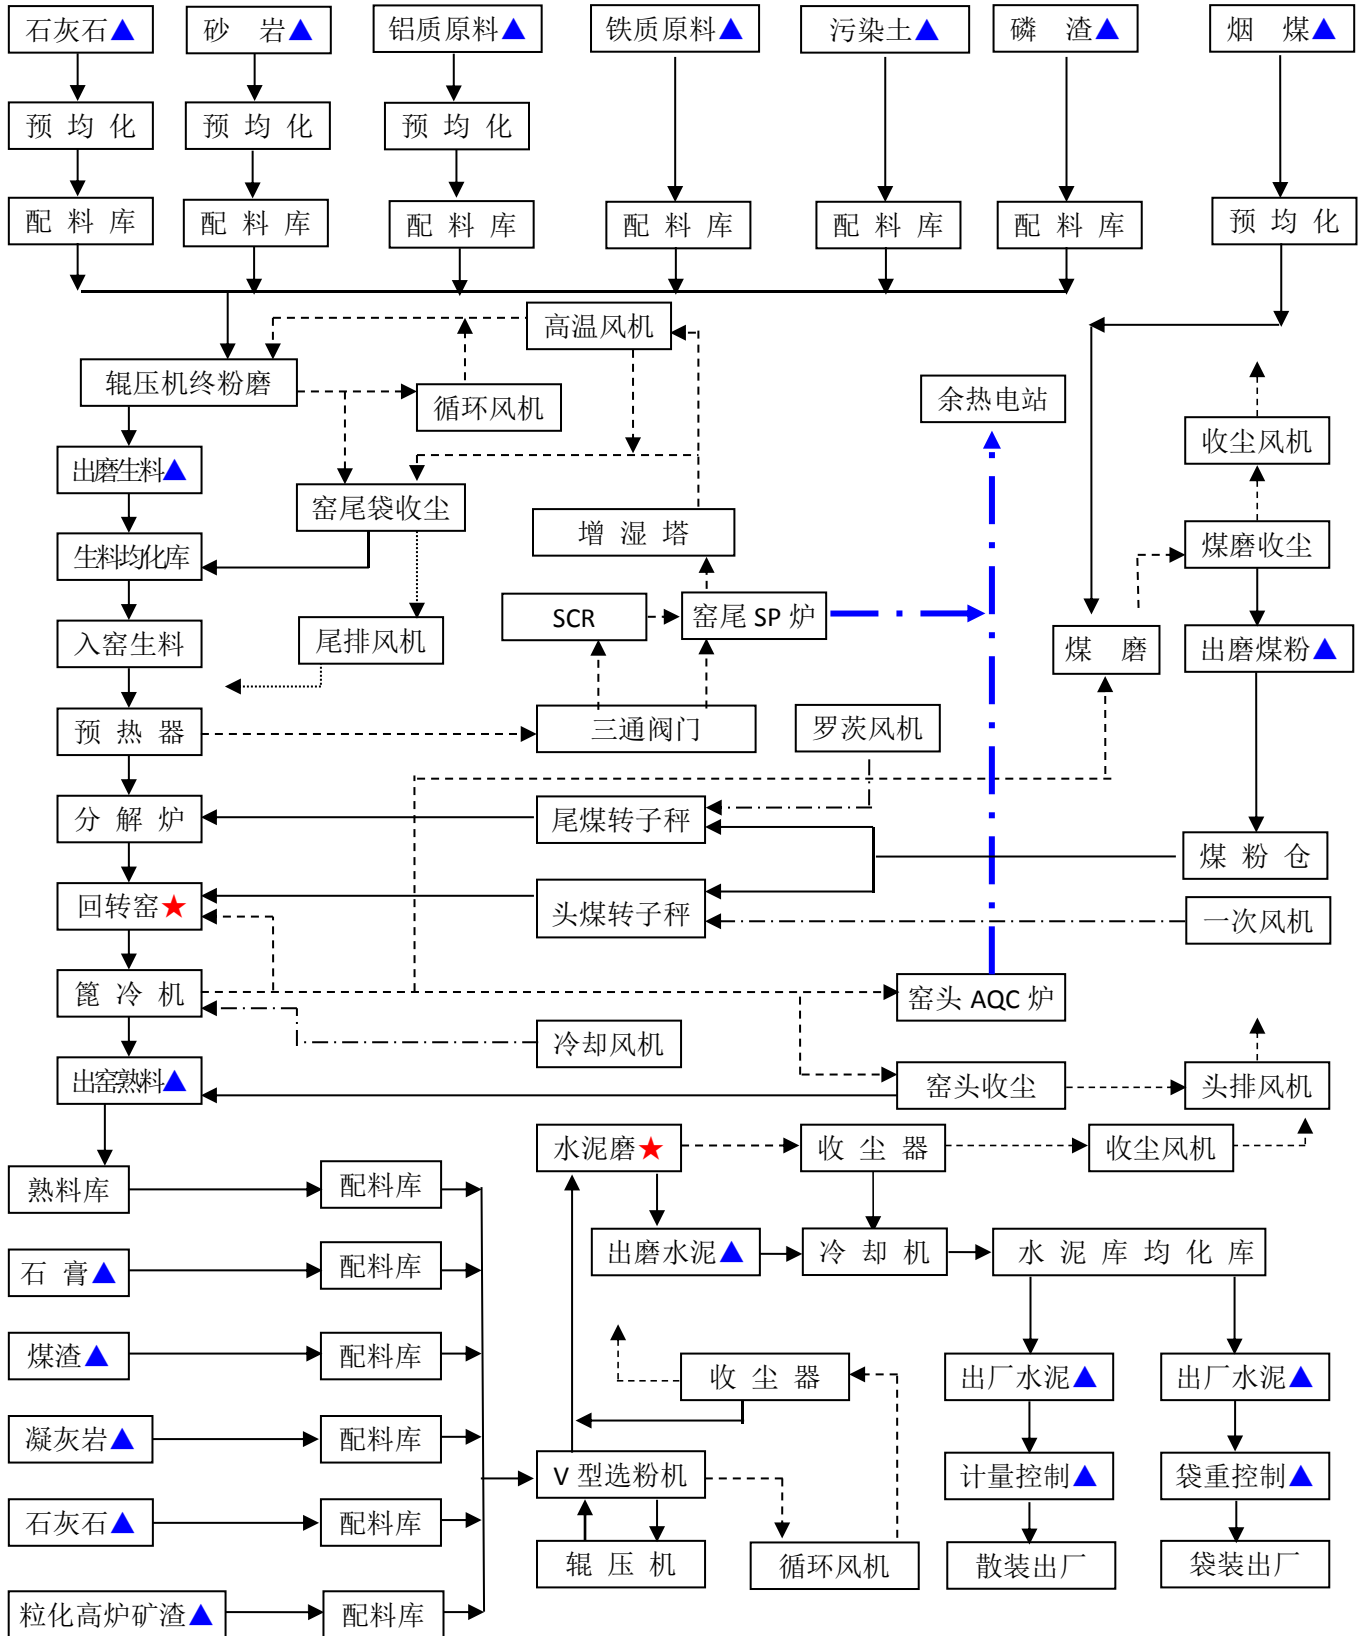 石灰石▲
砂 岩▲
铝质原料▲
铁质原料▲
污染土▲
磷 渣▲
烟 煤▲
预 均 化
预 均 化
预 均 化
配 料 库
配 料 库
配 料 库
配 料 库
配 料 库
配 料 库
预 均 化
高温风机
辊压机终粉磨
循环风机
余热电站
收尘风机
出磨生料▲
窑尾袋收尘
增 湿 塔
煤磨收尘
生料均化库
SCR
窑尾 SP 炉
尾排风机
入窑生料
煤 磨
出磨煤粉▲
预 热 器
三通阀门
罗茨风机
分 解 炉
尾煤转子秤
煤 粉 仓
回转窑★
头煤转子秤
一次风机
篦 冷 机
窑头 AQC 炉
冷却风机
出窑熟料▲
窑头收尘
头排风机
水泥磨★
收 尘 器
收尘风机
熟料库
配料库
出磨水泥▲
冷 却 机
水 泥 库 均 化 库
石 膏▲
配料库
煤渣▲
配料库
收 尘 器
出厂水泥▲
出厂水泥▲
凝灰岩▲
配料库
V 型选粉机
计量控制▲
袋重控制▲
石灰石▲
配料库
辊 压 机
循环风机
散装出厂
袋装出厂
粒化高炉矿渣▲
配料库